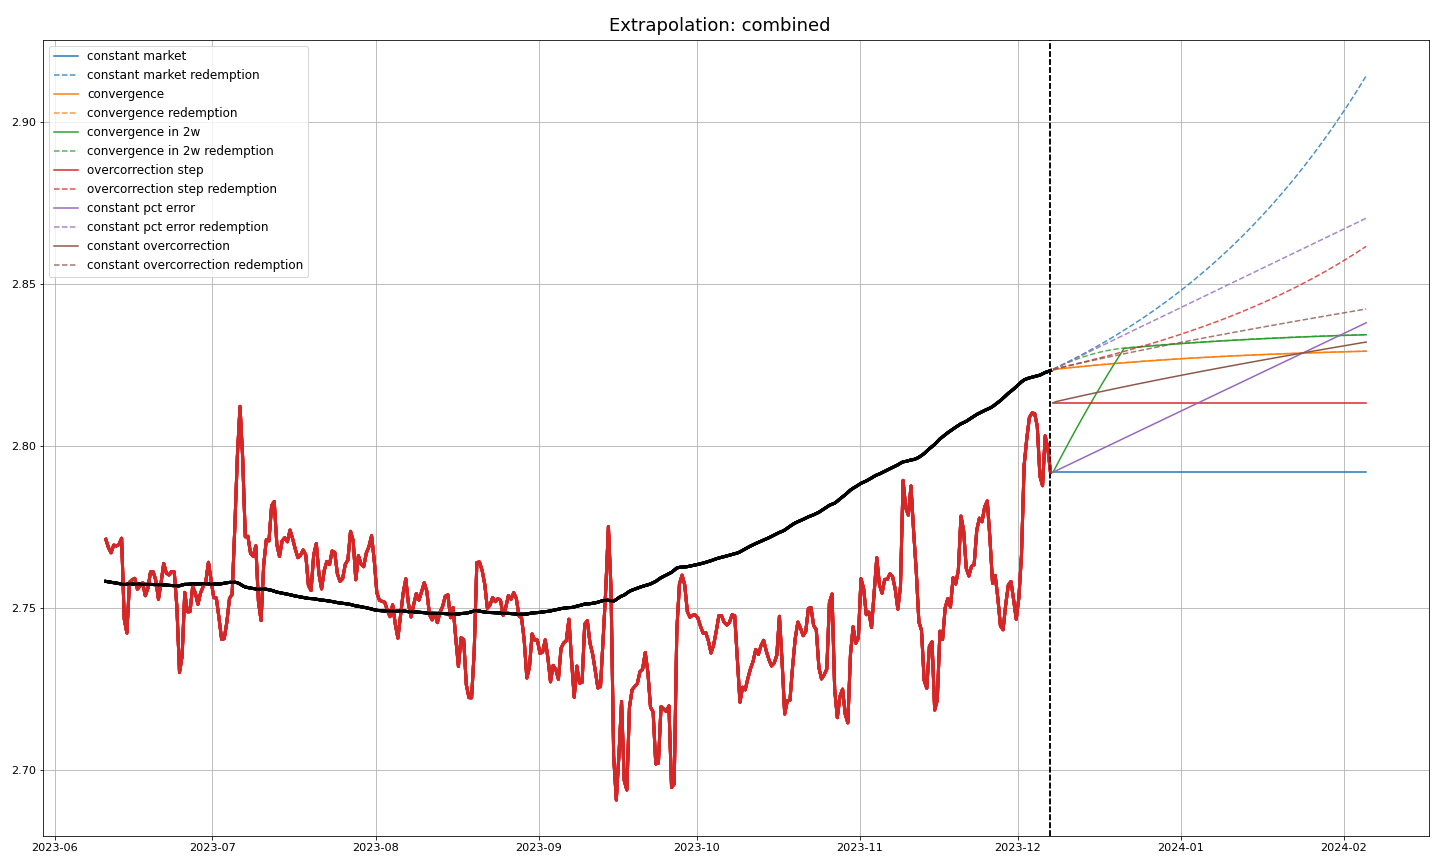 Extrapolation: combined
constant market
constant market redemption
convergence
convergence redemption
convergence in 2w
convergence in 2w redemption
overcorrection step
overcorrection step redemption
constant pct error
constant pct error redemption
constant overcorrection
constant overcorrection redemption
2.90
2.85
2.80
2.75
2.70
2023-06
2023-07
2023-08
2023-09
2023-10
2023-11
2023-12
2024-01
2024-02